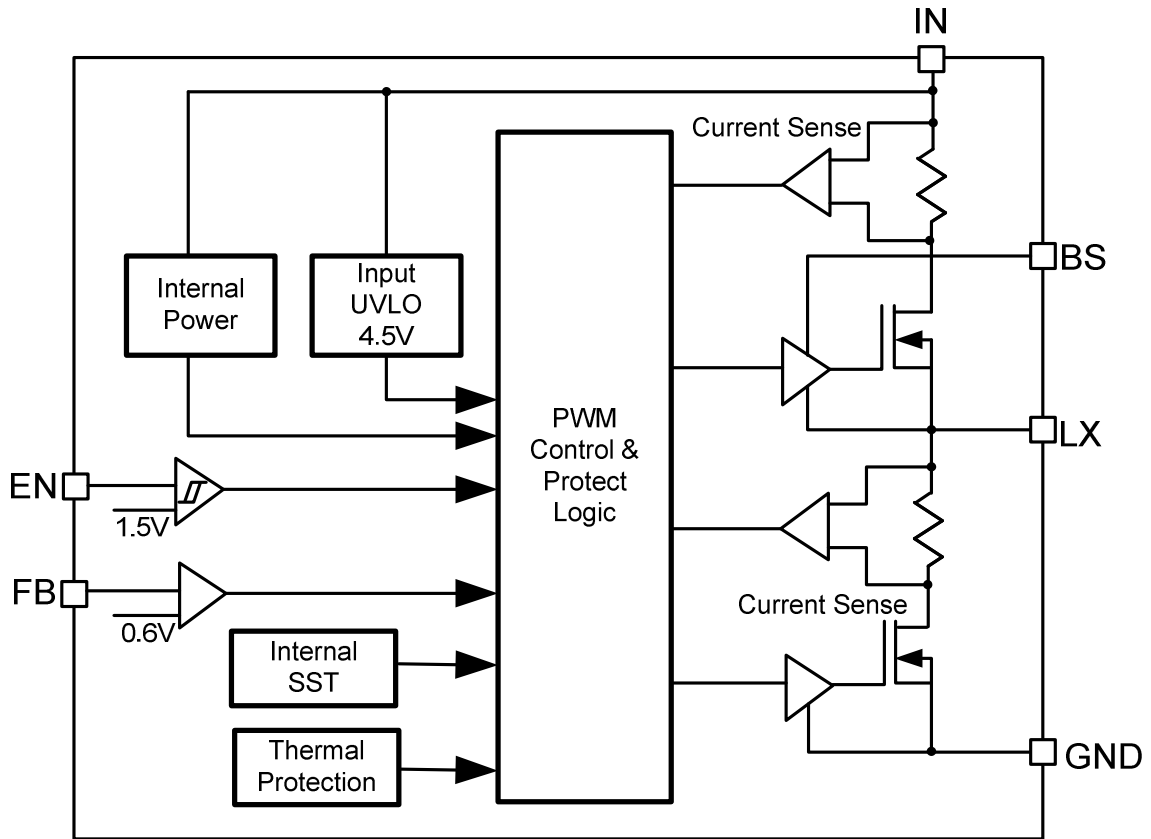 IN
Current Sense
BS
Internal
Power
Input
UVLO
4.5V
PWM
Control &
Protect
Logic
LX
EN
1.5V
FB
0.6V
Current Sense
Internal
SST
Thermal
Protection
GND